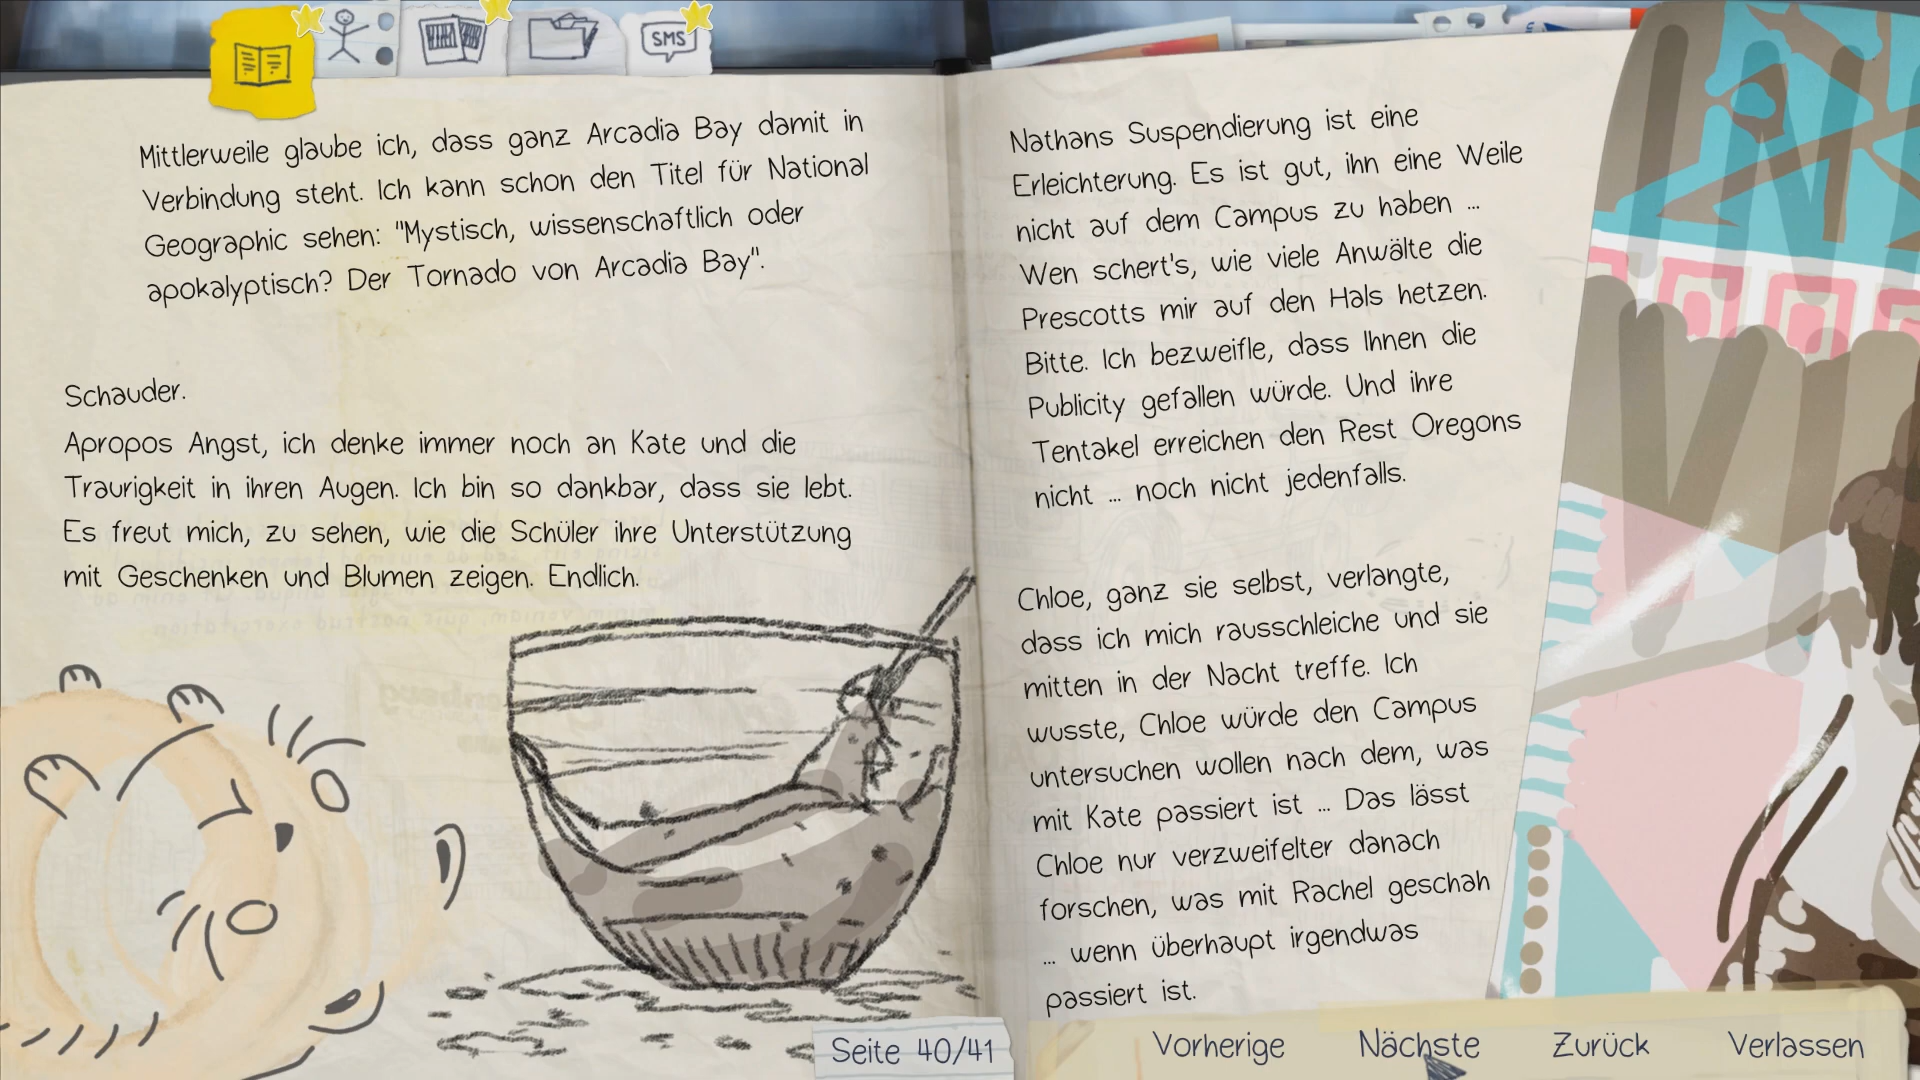 SMS
Mittlerweile glaube ich, dass ganz Arcadia Bay damit in
Verbindung steht. Ich kann schon den Titel für National
Geographic sehen: "Mystisch, wissenschaftlich oder
apokalyptisch? Der Tornado von Arcadia Bay".
Schauder.
Apropos Angst, ich denke immer noch an Kate und die
Traurigkeit in ihren Augen. Ich bin so dankbar, dass sie lebt.
Es freut mich, zu sehen, wie die Schüler ihre Unterstützung
mit Geschenken und Blumen zeigen. Endlich.
Nathans Suspendierung ist eine
Erleichterung. Es ist gut, ihn eine Weile
nicht auf dem Campus zu haben ...
Wen schert's, wie viele Anwälte die
Prescotts mir auf den Hals hetzen.
Bitte. Ich bezweifle, dass Ihnen die
Publicity gefallen würde. Und ihre
Tentakel erreichen den Rest Oregons
nicht ... noch nicht jedenfalls.
Chloe, ganz sie selbst, verlangte,
dass ich mich rausschleiche und sie
mitten in der Nacht treffe. Ich
wusste, Chloe würde den Campus
untersuchen wollen nach dem, was
mit Kate passiert ist ... Das lässt
Chloe nur verzweifelter danach
forschen, was mit Rachel geschah
... wenn überhaupt irgendwas
passiert ist.
Seite 40/41
Vorherige
Nächste
Zurück
Verlassen